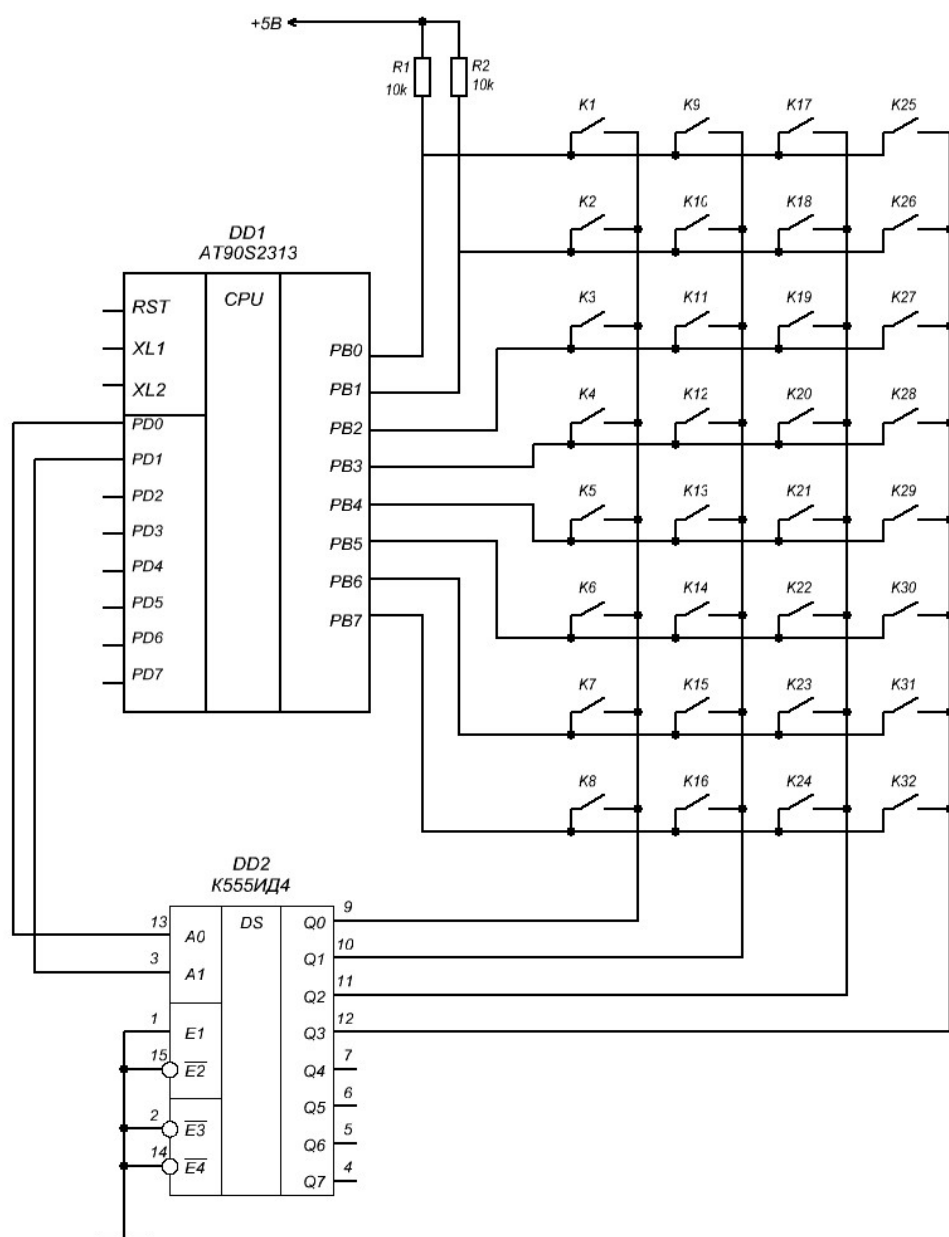 +5В
R1
10k
R2
10k
K1
K9
K17
K25
K2
K10
K18
K26
K3
K11
K19
K27
K4
K12
K20
K28
K5
K13
K21
K29
K6
K14
K22
K30
K7
K15
K23
K31
K8
K16
K24
K32
DD1
AT90S2313
CPU
RST
XL1
XL2
PD0
PD1
PD2
PD3
PD4
PD5
PD6
PD7
PB0
PB1
PB2
PB3
PB4
PB5
PB6
PB7
DD2
К555ИД4
DS
13
A0
3
A1
1
E1
15
E2
2
E3
14
E4
Q0
9
Q1
10
Q2
11
Q3
12
Q4
7
Q5
6
Q6
5
Q7
4